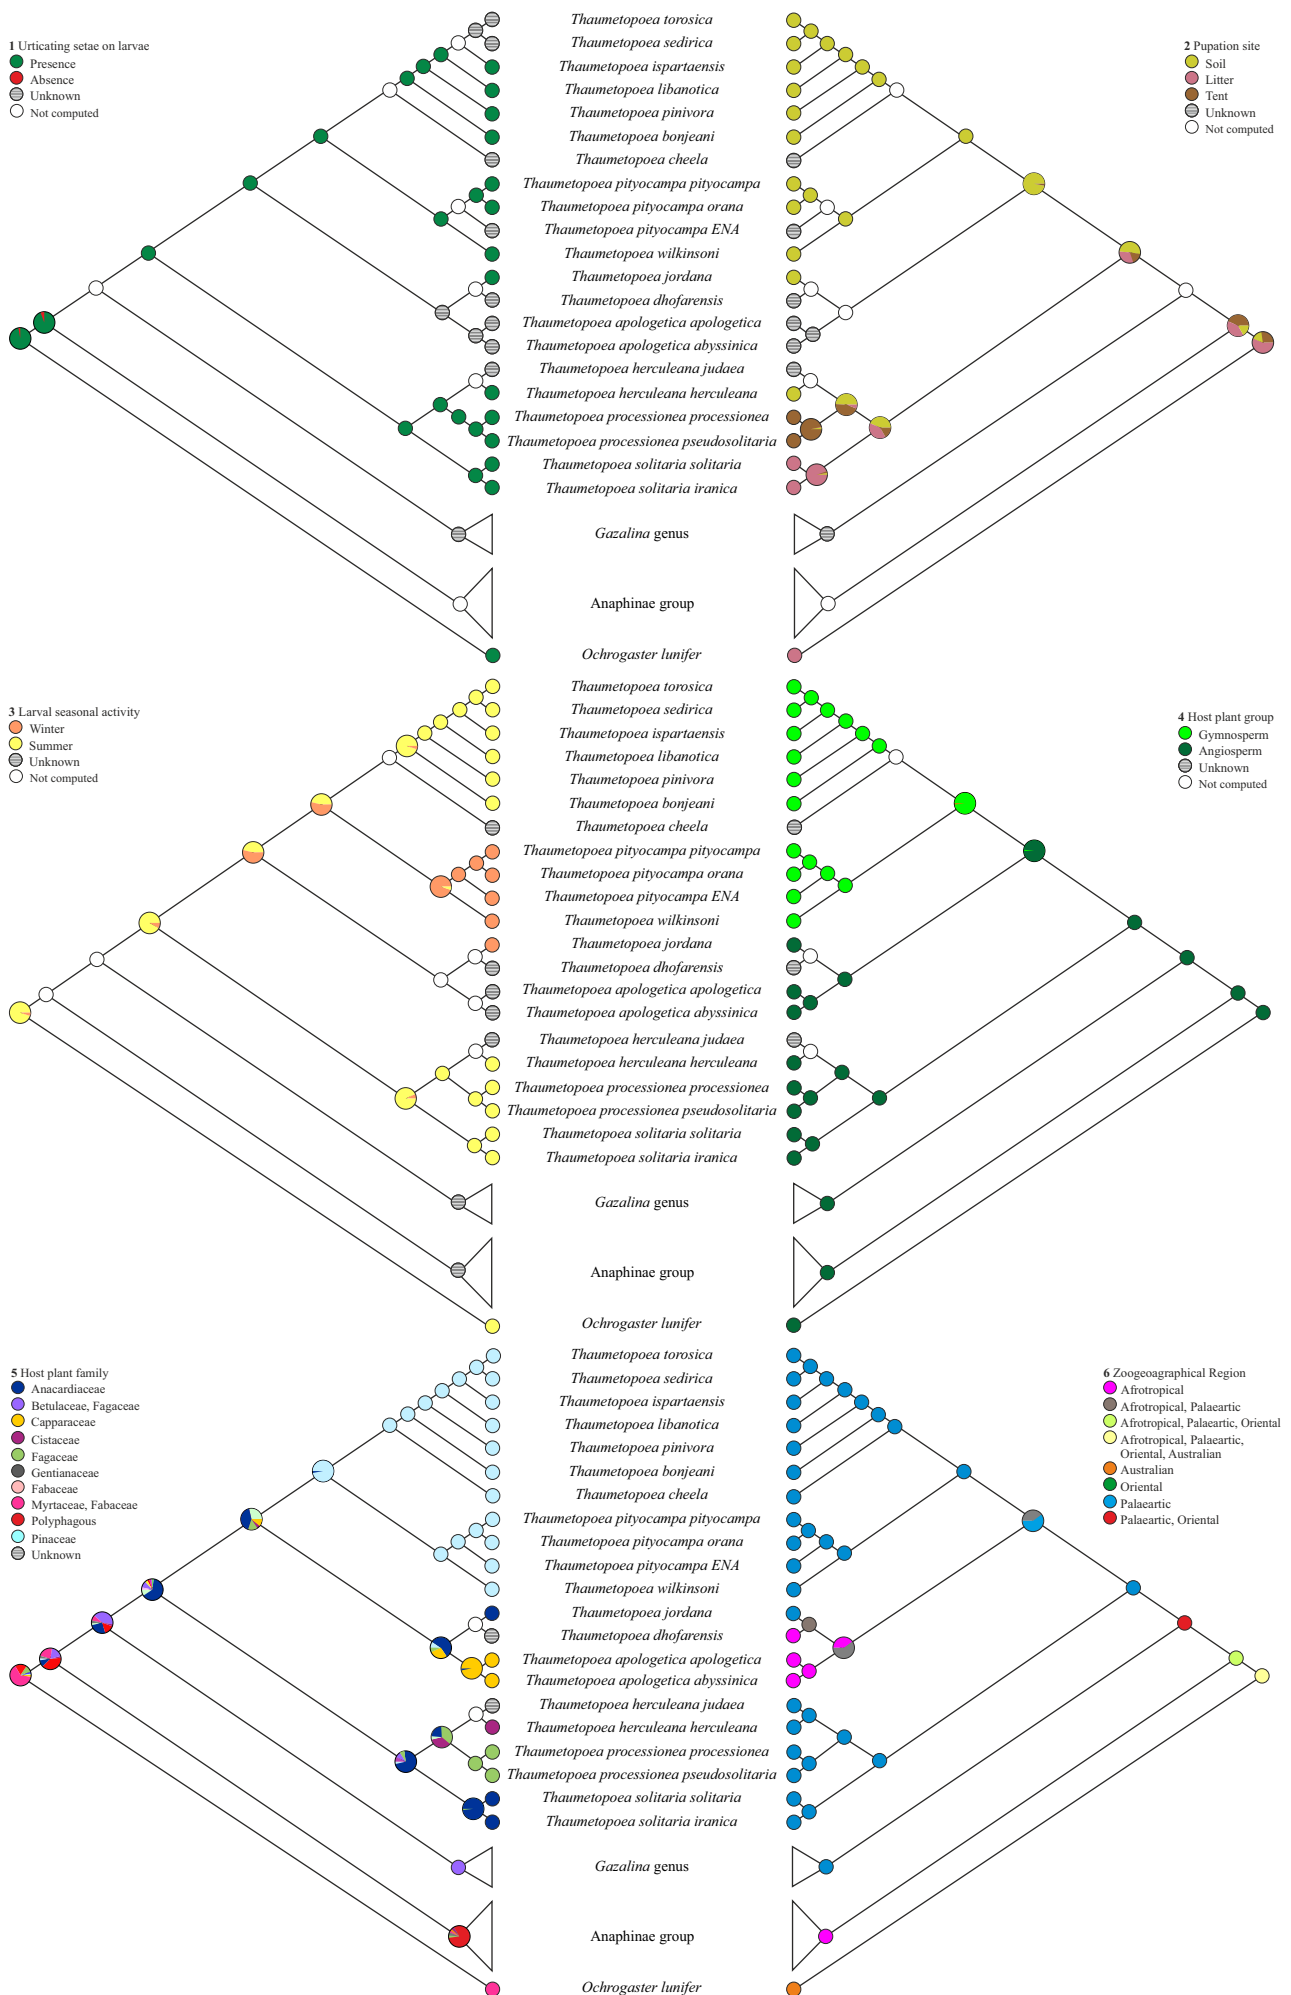 1 Urticating setae on larvae
Presence
Absence
Unknown
Not computed
Thaumetopoea torosica
Thaumetopoea sedirica
Thaumetopoea ispartaensis
Thaumetopoea libanotica
Thaumetopoea pinivora
Thaumetopoea bonjeani
Thaumetopoea cheela
Thaumetopoea pityocampa pityocampa
Thaumetopoea pityocampa orana
Thaumetopoea pityocampa ENA
Thaumetopoea wilkinsoni
Thaumetopoea jordana
Thaumetopoea dhofarensis
Thaumetopoea apologetica apologetica
Thaumetopoea apologetica abyssinica
Thaumetopoea herculeana judaea
Thaumetopoea herculeana herculeana
Thaumetopoea processionea processionea
Thaumetopoea processionea pseudosolitaria
Thaumetopoea solitaria solitaria
Thaumetopoea solitaria iranica
Gazalina genus
Anaphinae group
Ochrogaster lunifer
2 Pupation site
Soil
Litter
Tent
Unknown
Not computed
3 Larval seasonal activity
Winter
Summer
Unknown
Not computed
Thaumetopoea torosica
Thaumetopoea sedirica
Thaumetopoea ispartaensis
Thaumetopoea libanotica
Thaumetopoea pinivora
Thaumetopoea bonjeani
Thaumetopoea cheela
Thaumetopoea pityocampa pityocampa
Thaumetopoea pityocampa orana
Thaumetopoea pityocampa ENA
Thaumetopoea wilkinsoni
Thaumetopoea jordana
Thaumetopoea dhofarensis
Thaumetopoea apologetica apologetica
Thaumetopoea apologetica abyssinica
Thaumetopoea herculeana judaea
Thaumetopoea herculeana herculeana
Thaumetopoea processionea processionea
Thaumetopoea processionea pseudosolitaria
Thaumetopoea solitaria solitaria
Thaumetopoea solitaria iranica
Gazalina genus
Anaphinae group
Ochrogaster lunifer
4 Host plant group
Gymnosperm
Angiosperm
Unknown
Not computed
5 Host plant family
Anacardiaceae
Betulaceae, Fagaceae
Capparaceae
Cistaceae
Fagaceae
Gentianaceae
Fabaceae
Myrtaceae, Fabaceae
Polyphagous
Pinaceae
Unknown
Thaumetopoea torosica
Thaumetopoea sedirica
Thaumetopoea ispartaensis
Thaumetopoea libanotica
Thaumetopoea pinivora
Thaumetopoea bonjeani
Thaumetopoea cheela
Thaumetopoea pityocampa pityocampa
Thaumetopoea pityocampa orana
Thaumetopoea pityocampa ENA
Thaumetopoea wilkinsoni
Thaumetopoea jordana
Thaumetopoea dhofarensis
Thaumetopoea apologetica apologetica
Thaumetopoea apologetica abyssinica
Thaumetopoea herculeana judaea
Thaumetopoea herculeana herculeana
Thaumetopoea processionea processionea
Thaumetopoea processionea pseudosolitaria
Thaumetopoea solitaria solitaria
Thaumetopoea solitaria iranica
Gazalina genus
Anaphinae group
Ochrogaster lunifer
6 Zoogeoagraphical Region
Afrotropical
Afrotropical, Palaeartic
Afrotropical, Palaeartic, Oriental
Afrotropical, Palaeartic,
Oriental, Australian
Australian
Oriental
Palaeartic
Palaeartic, Oriental